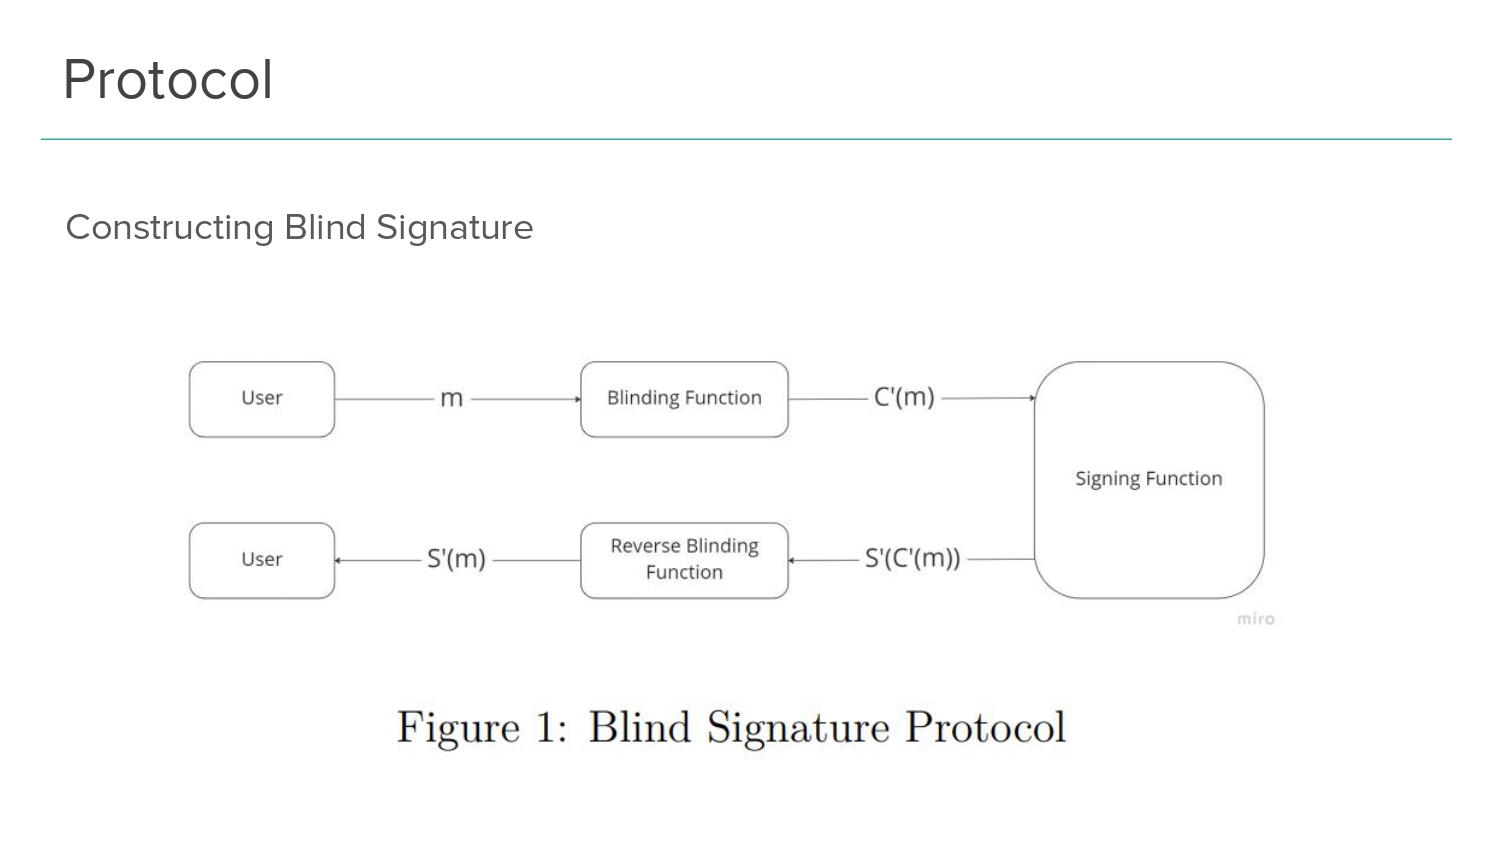 Protocol
Constructing Blind Signature
User
m
Blinding Function
C'(m)
Signing Function
User
S'(m)
Reverse Blinding
Function
S'(C'(m))
miro
Figure 1: Blind Signature Protocol